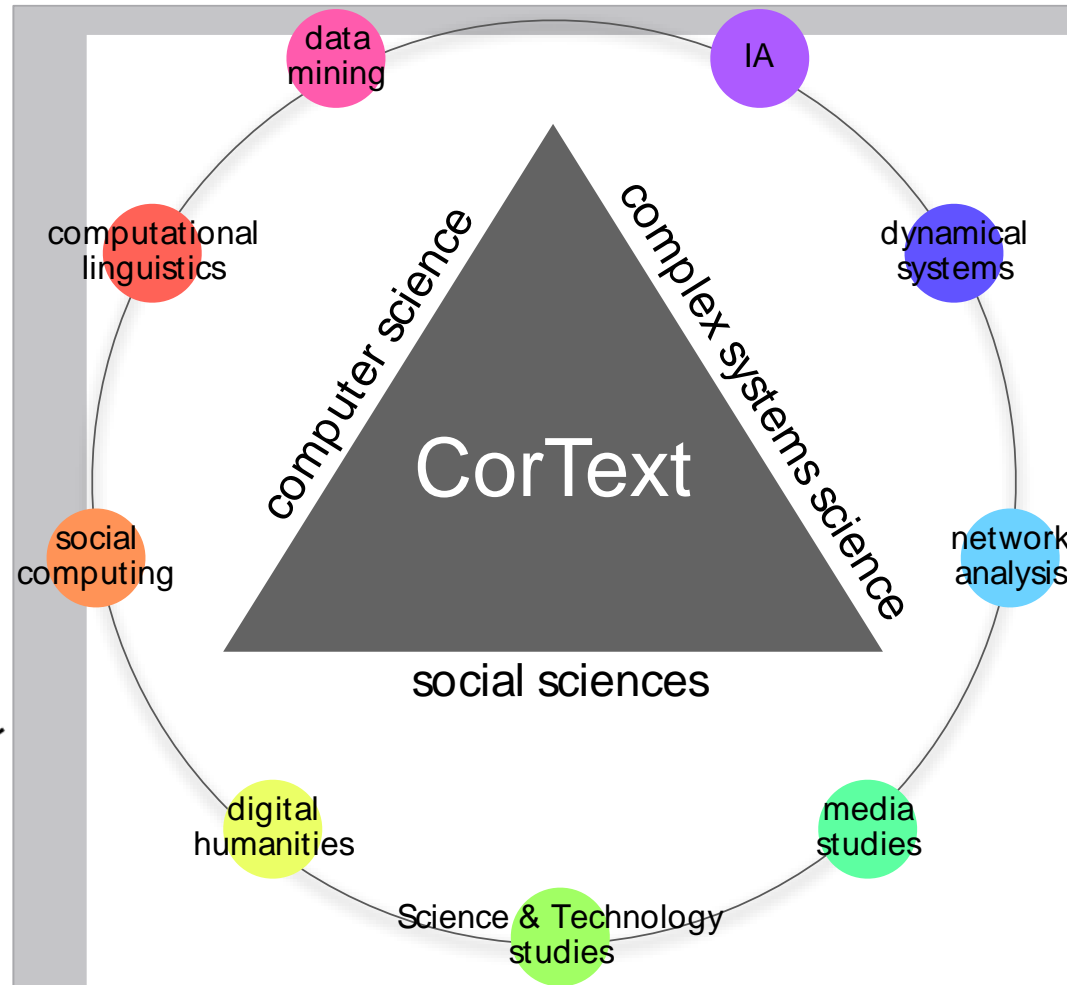 data
mining
IA
computational
linguistics
dynamical
systems
computer science
complex systems science
CorText
social
computing
network
analysis
social sciences
digital
humanities
media
studies
Science & Technology
studies